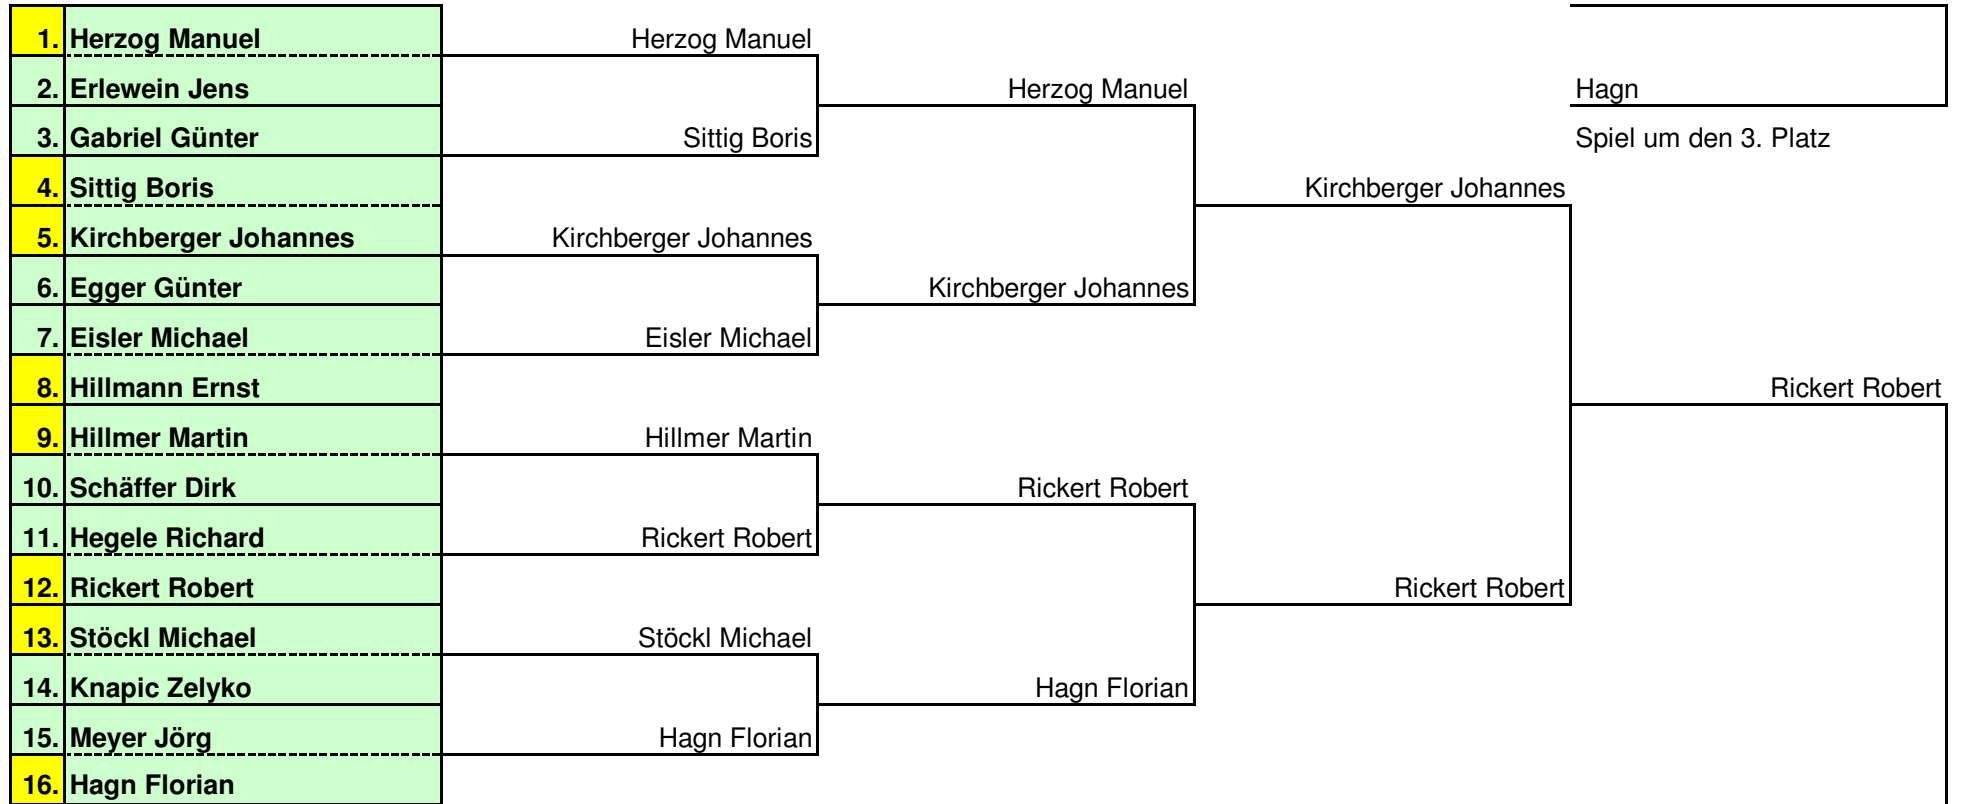 1. Herzog Manuel Herzog Manuel
2. Erlewein Jens Herzog Manuel Hagn
3. Gabriel Günter Sittig Boris Spiel um den 3. Platz
4. Sittig Boris Kirchberger Johannes
5. Kirchberger Johannes Kirchberger Johannes
6. Egger Günter Kirchberger Johannes
7. Eisler Michael Eisler Michael
8. Hillmann Ernst Rickert Robert
9. Hillmer Martin Hillmer Martin
10. Schäffer Dirk Rickert Robert
11. Hegele Richard Rickert Robert
12. Rickert Robert Rickert Robert
13. Stöckl Michael Stöckl Michael
14. Knapic Zelyko Hagn Florian
15. Meyer Jörg Hagn Florian
16. Hagn Florian